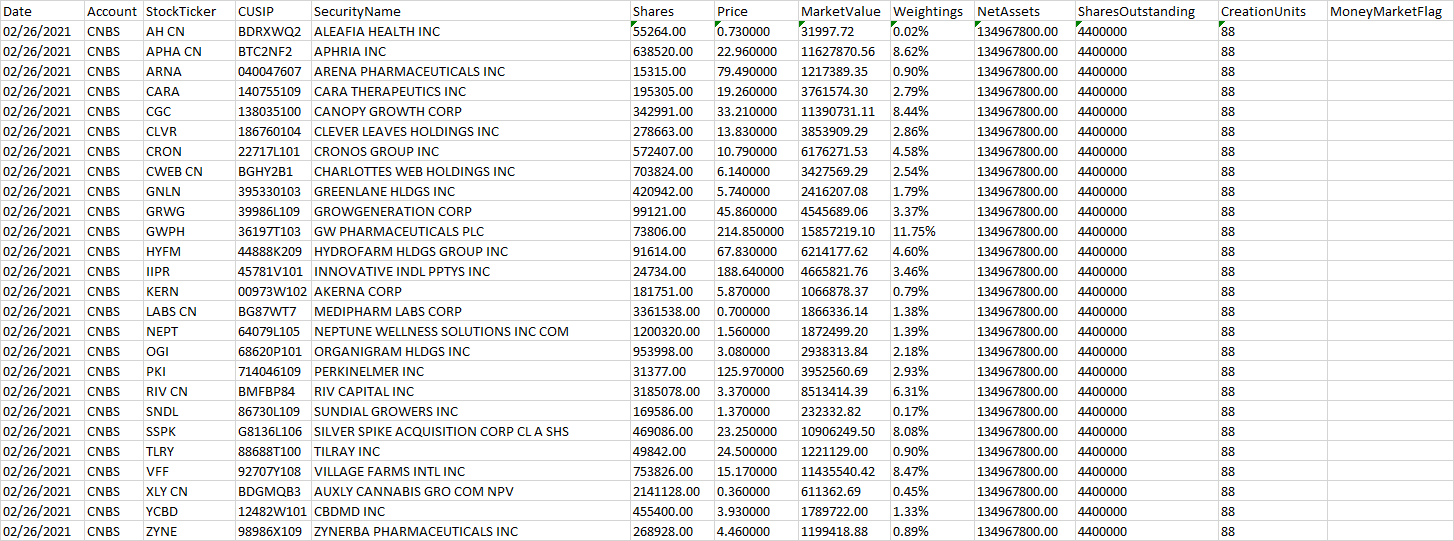 Date Account StockTicker CUSIP SecurityName Shares Price MarketValue Weightings NetAssets SharesOutstanding CreationUnits MoneyMarketFlag
02/26/2021 CNBS AH CN BDRXWQ2 ALEAFIA HEALTH INC 55264.00 0.730000 31997.72 0.02% 134967800.00 4400000 88
02/26/2021 CNBS APHA CN BTC2NF2 APHRIA INC 638520.00 22.960000 11627870.56 8.62% 134967800.00 4400000 88
02/26/2021 CNBS ARNA 040047607 ARENA PHARMACEUTICALS INC 15315.00 79.490000 1217389.35 0.90% 134967800.00 4400000 88
02/26/2021 CNBS CARA 140755109 CARA THERAPEUTICS INC 195305.00 19.260000 3761574.30 2.79% 134967800.00 4400000 88
02/26/2021 CNBS CGC 138035100 CANOPY GROWTH CORP 342991.00 33.210000 11390731.11 8.44% 134967800.00 4400000 88
02/26/2021 CNBS CLVR 186760104 CLEVER LEAVES HOLDINGS INC 278663.00 13.830000 3853909.29 2.86% 134967800.00 4400000 88
02/26/2021 CNBS CRON 22717L101 CRONOS GROUP INC 572407.00 10.790000 6176271.53 4.58% 134967800.00 4400000 88
02/26/2021 CNBS CWEB CN BGHY2B1 CHARLOTTES WEB HOLDINGS INC 703824.00 6.140000 3427569.29 2.54% 134967800.00 4400000 88
02/26/2021 CNBS GNLN 395330103 GREENLANE HLDGS INC 420942.00 5.740000 2416207.08 1.79% 134967800.00 4400000 88
02/26/2021 CNBS GRWG 39986L109 GROWGENERATION CORP 99121.00 45.860000 4545689.06 3.37% 134967800.00 4400000 88
02/26/2021 CNBS GWPH 36197T103 GW PHARMACEUTICALS PLC 73806.00 214.850000 15857219.10 11.75% 134967800.00 4400000 88
02/26/2021 CNBS HYFM 44888K209 HYDROFARM HLDGS GROUP INC 91614.00 67.830000 6214177.62 4.60% 134967800.00 4400000 88
02/26/2021 CNBS IIPR 45781V101 INNOVATIVE INDL PPTYS INC 24734.00 188.640000 4665821.76 3.46% 134967800.00 4400000 88
02/26/2021 CNBS KERN 00973W102 AKERNA CORP 181751.00 5.870000 1066878.37 0.79% 134967800.00 4400000 88
02/26/2021 CNBS LABS CN BG87WT7 MEDIPHARM LABS CORP 3361538.00 0.700000 1866336.14 1.38% 134967800.00 4400000 88
02/26/2021 CNBS NEPT 64079L105 NEPTUNE WELLNESS SOLUTIONS INC COM 1200320.00 1.560000 1872499.20 1.39% 134967800.00 4400000 88
02/26/2021 CNBS OGI 68620P101 ORGANIGRAM HLDGS INC 953998.00 3.080000 2938313.84 2.18% 134967800.00 4400000 88
02/26/2021 CNBS PKI 714046109 PERKINELMER INC 31377.00 125.970000 3952560.69 2.93% 134967800.00 4400000 88
02/26/2021 CNBS RIV CN BMFBP84 RIV CAPITAL INC 3185078.00 3.370000 8513414.39 6.31% 134967800.00 4400000 88
02/26/2021 CNBS SNDL 86730L109 SUNDIAL GROWERS INC 169586.00 1.370000 232332.82 0.17% 134967800.00 4400000 88
02/26/2021 CNBS SSPK G8136L106 SILVER SPIKE ACQUISITION CORP CL A SHS 469086.00 23.250000 10906249.50 8.08% 134967800.00 4400000 88
02/26/2021 CNBS TLRY 88688T100 TILRAY INC 49842.00 24.500000 1221129.00 0.90% 134967800.00 4400000 88
02/26/2021 CNBS VFF 92707Y108 VILLAGE FARMS INTL INC 753826.00 15.170000 11435540.42 8.47% 134967800.00 4400000 88
02/26/2021 CNBS XLY CN BDGMQB3 AUXLY CANNABIS GRO COM NPV 2141128.00 0.360000 611362.69 0.45% 134967800.00 4400000 88
02/26/2021 CNBS YCBD 12482W101 CBDMD INC 455400.00 3.930000 1789722.00 1.33% 134967800.00 4400000 88
02/26/2021 CNBS ZYNE 98986X109 ZYNERBA PHARMACEUTICALS INC 268928.00 4.460000 1199418.88 0.89% 134967800.00 4400000 88